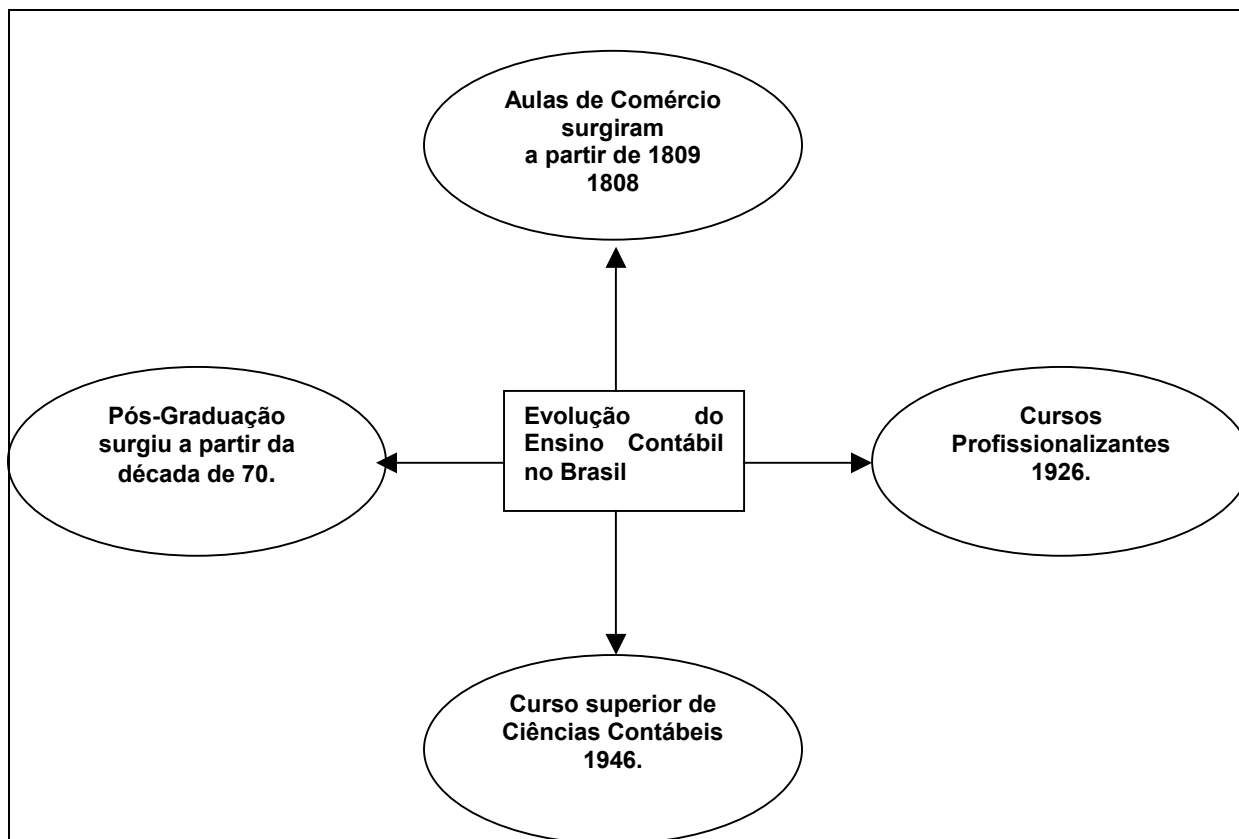 Aulas de Comércio
surgiram
a partir de 1809
1808
Pós-Graduação
surgiu a partir da
década de 70.
Evolução do
Ensino Contábil
no Brasil
Cursos
Profissionalizantes
1926.
Curso superior de
Ciências Contábeis
1946.